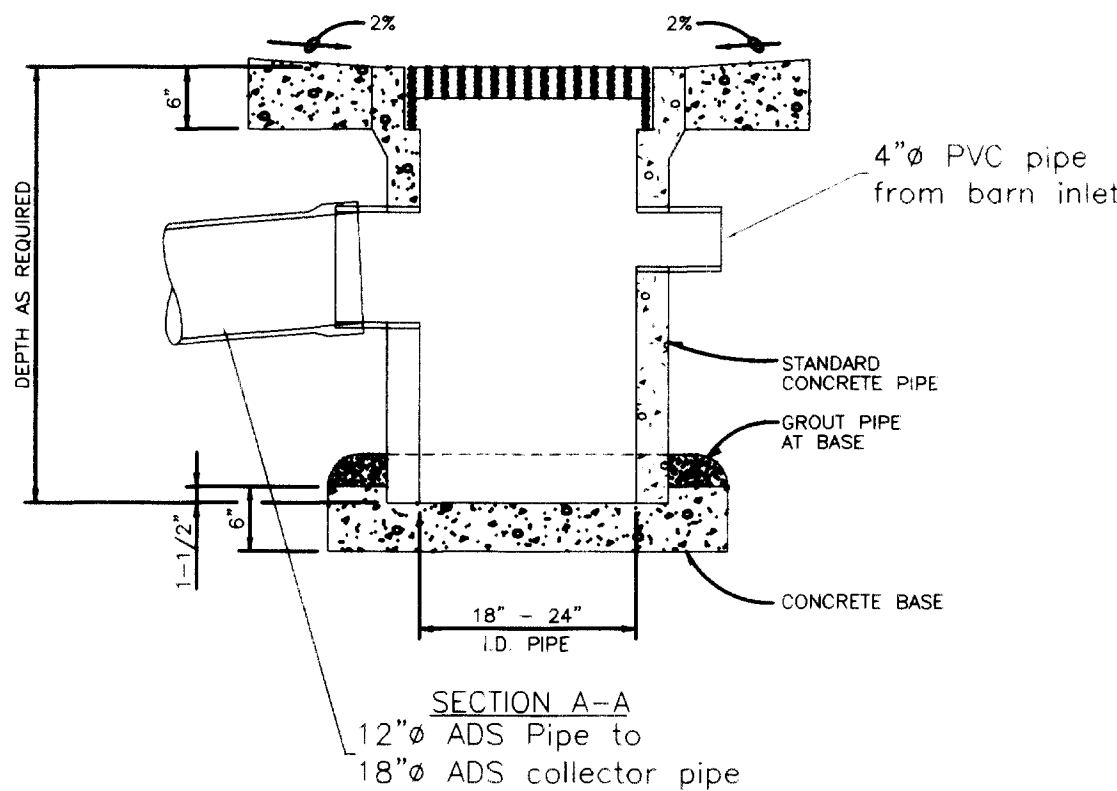 2%
2%
6"
4"ø PVC pipe
from barn inlet
DEPTH AS REQUIRED
STANDARD
CONCRETE PIPE
GROUT PIPE
AT BASE
1-1/2"
6"
CONCRETE BASE
18" - 24"
I.D. PIPE
SECTION A-A
12"ø ADS Pipe to
18"ø ADS collector pipe